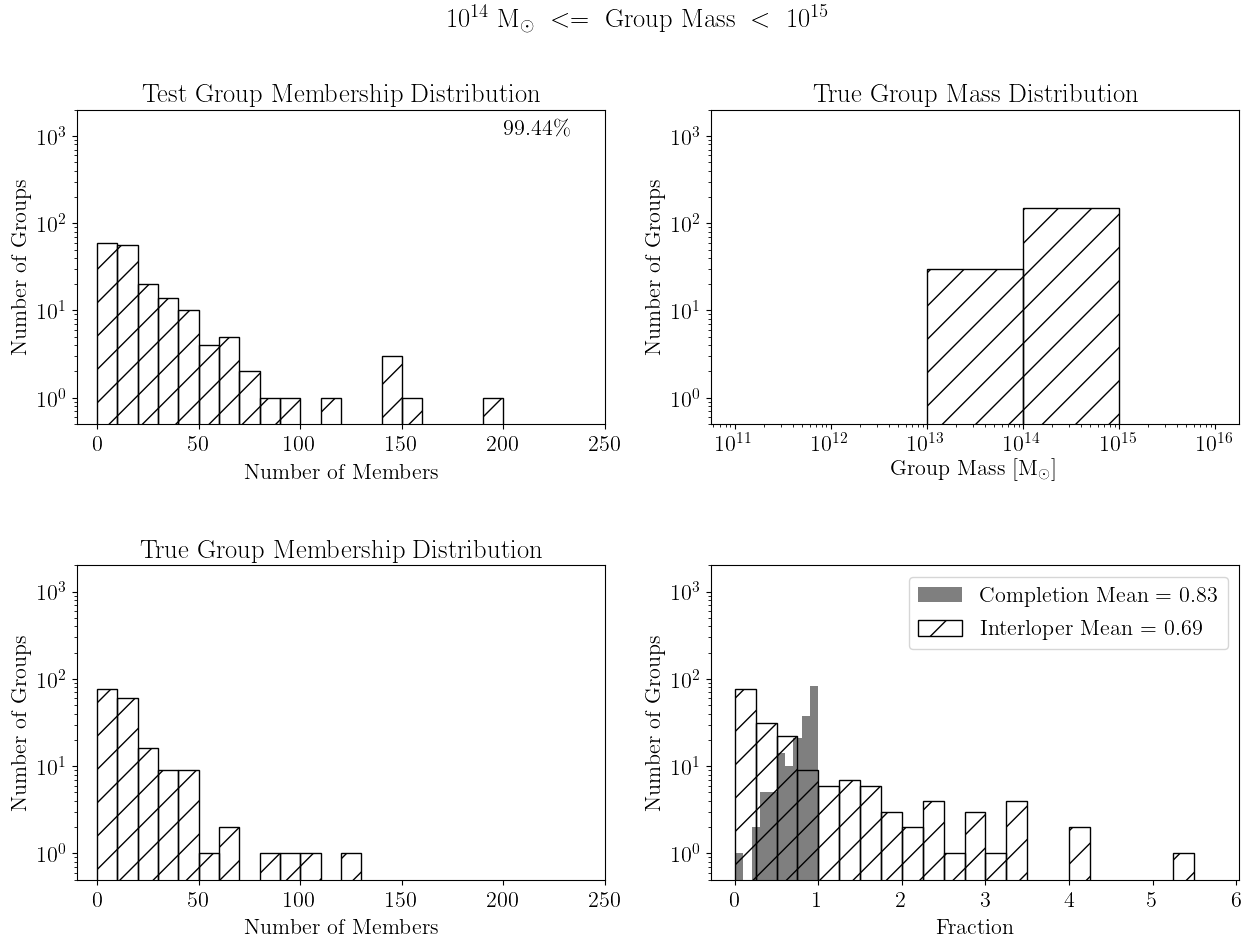 10^14 M⊙ <= Group Mass < 10^15
Test Group Membership Distribution
99.44%
10^3
10^2
10^1
10^0
Number of Groups
0 50 100 150 200 250
Number of Members
True Group Mass Distribution
10^3
10^2
10^1
10^0
Number of Groups
10^11 10^12 10^13 10^14 10^15 10^16
Group Mass [M⊙]
True Group Membership Distribution
10^3
10^2
10^1
10^0
Number of Groups
0 50 100 150 200 250
Number of Members
Completion Mean = 0.83
Interloper Mean = 0.69
10^3
10^2
10^1
10^0
Number of Groups
0 1 2 3 4 5 6
Fraction